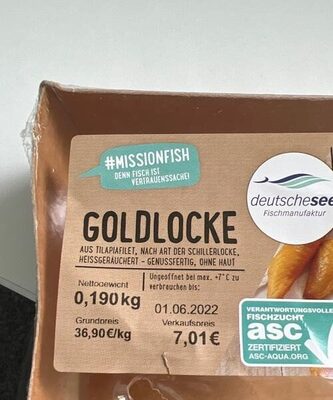 #MISSIONFISH
DENN FISCH IST
VERTRAUENSSACHE!
deutschesee
Fischmanufaktur
GOLDLOCKE
AUS TILAPIAFILET, NACH ART DER SCHILLERLOCKE,
HEISSGERÄUCHERT - GENUSSFERTIG, OHNE HAUT
Nettogewicht
0,190kg
Grundpreis
36,90€/kg
Ungeöffnet bei max. +7°C zu
verbrauchen bis:
01.06.2022
Verkaufspreis
7,01€
VERANTWORTUNGSVOLLE
FISCHZUCHT
asc
ZERTIFIZIERT
ASC-AQUA.ORG